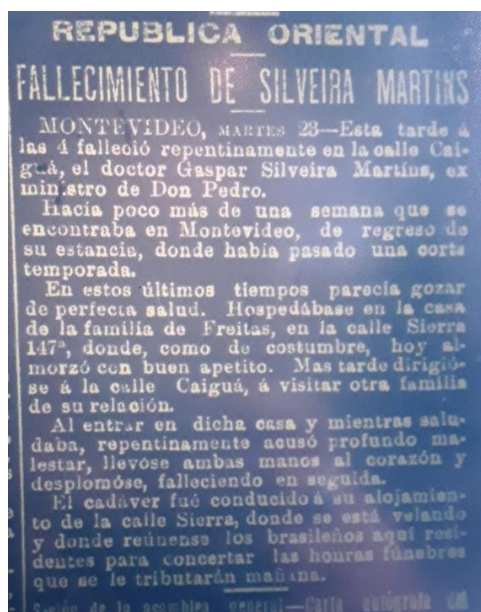 REPUBLICA ORIENTAL
FALLECIMIENTO DE SILVEIRA MARTINS
MONTEVIDEO, MARTES 23—Esta tarde á
las 4 falleció repentinamente en la calle Cai-
guá, el doctor Gaspar Silveira Martins, ex
ministro de Don Pedro.
Hacía poco más de una semana que se
encontraba en Montevideo, de regreso de
su estancia, donde había pasado una corta
temporada.
En estos últimos tiempos parecía gozar
de perfecta salud. Hospedábase en la casa
de la familia de Freitas, en la calle Sierra
147ª, donde, como de costumbre, hoy al-
morzó con buen apetito. Mas tarde dirigió-
se á la calle Caiguá, á visitar otra familia
de su relación.
Al entrar en dicha casa y mientras salu-
daba, repentinamente acusó profundo ma-
lestar, llevóse ambas manos al corazón y
desplomóse, falleciendo en seguida.
El cadáver fué conducido á su alojamien-
to de la calle Sierra, donde se está velando
y donde reúnense los brasileños aquí resi-
dentes para concertar las honras fúnebres
que se le tributarán mañana.
Sesión de la asamblea general—Carta autógrafa del